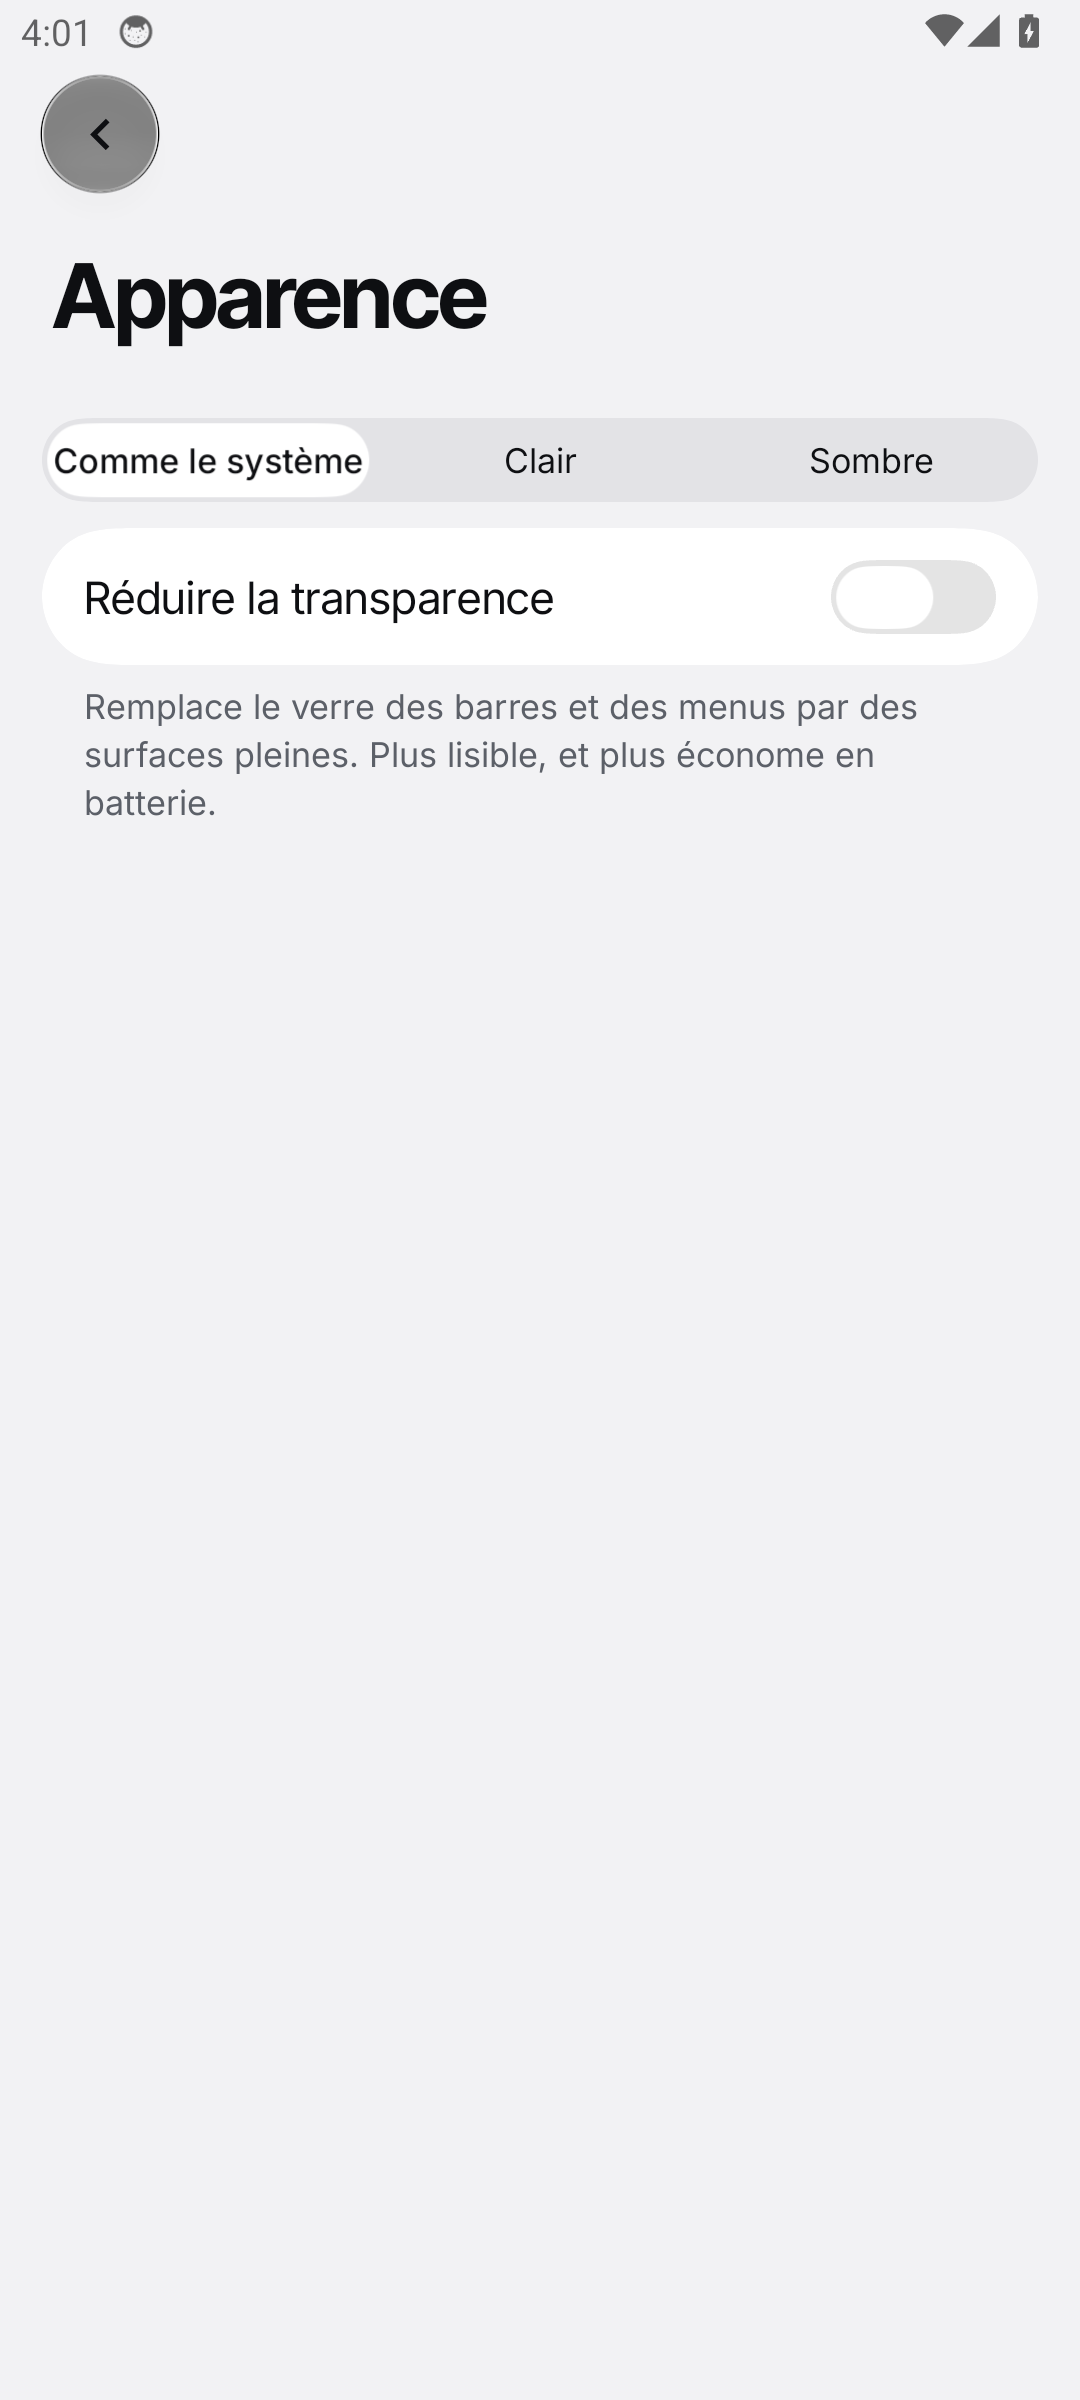 4:01
Apparence
Comme le système
Clair
Sombre
Réduire la transparence
Remplace le verre des barres et des menus par des
surfaces pleines. Plus lisible, et plus économe en
batterie.